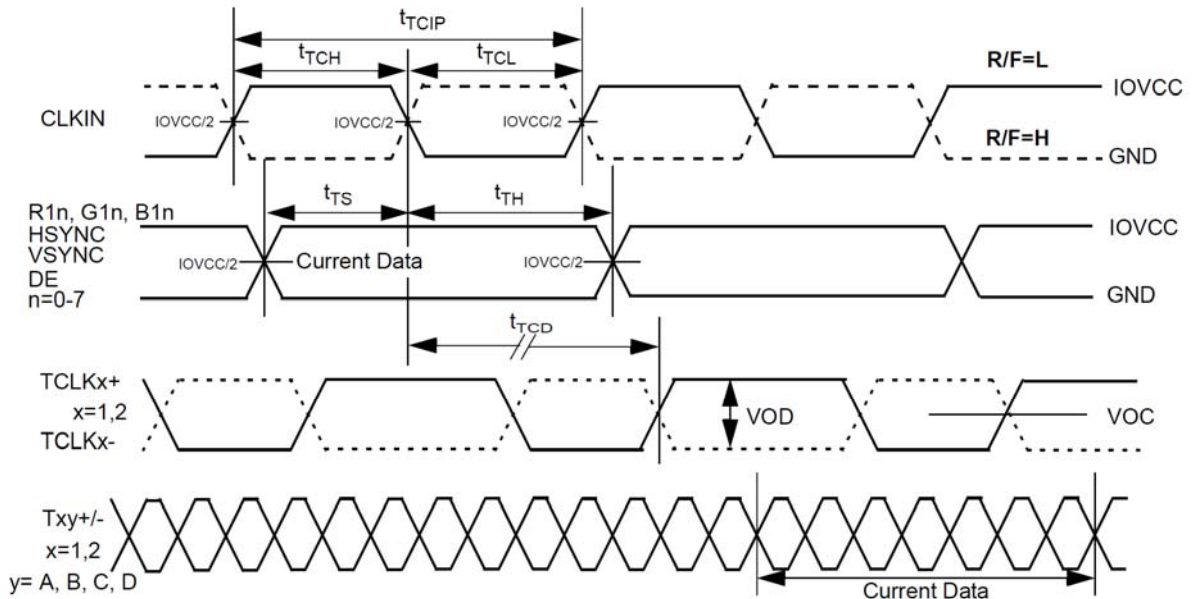 tTCIP
tTCH
tTCL
R/F=L
IOVCC
CLKIN
IOVCC/2
IOVCC/2
IOVCC/2
R/F=H
GND
tTS
tTH
R1n, G1n, B1n
HSYNC
VSYNC
DE
n=0-7
IOVCC
IOVCC/2
Current Data
IOVCC/2
GND
tTCD
TCLKx+
x=1,2
TCLKx-
VOD
VOC
Txy+/-
x=1,2
y= A, B, C, D
Current Data